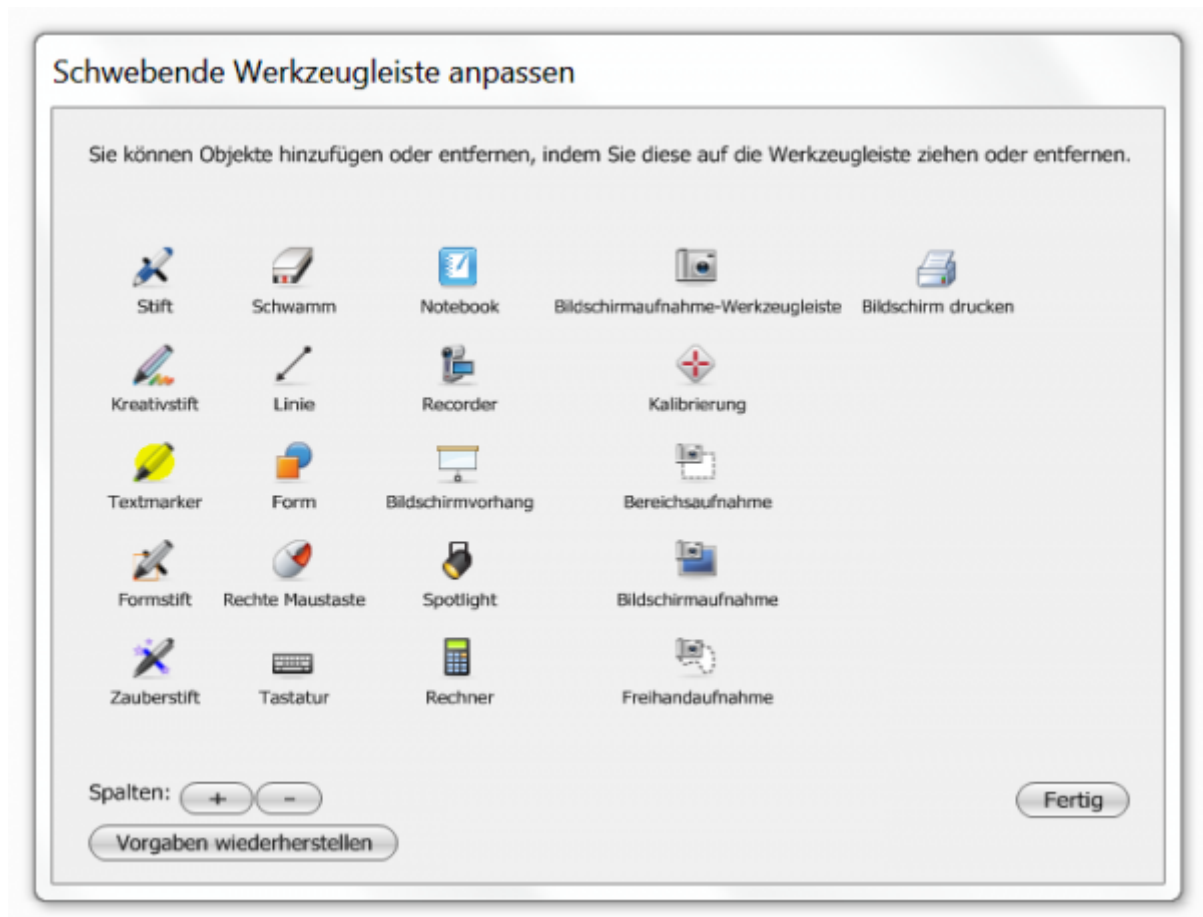 Schwebende Werkzeugleiste anpassen
Sie können Objekte hinzufügen oder entfernen, indem Sie diese auf die Werkzeugleiste ziehen oder entfernen.
Stift Schwamm Notebook Bildschirmaufnahme-Werkzeugleiste Bildschirm drucken
Kreativstift Linie Recorder Kalibrierung
Textmarker Form Bildschirmvorhang Bereichsaufnahme
Formstift Rechte Maustaste Spotlight Bildschirmaufnahme
Zauberstift Tastatur Rechner Freihandaufnahme
Spalten: + - Fertig
Vorgaben wiederherstellen